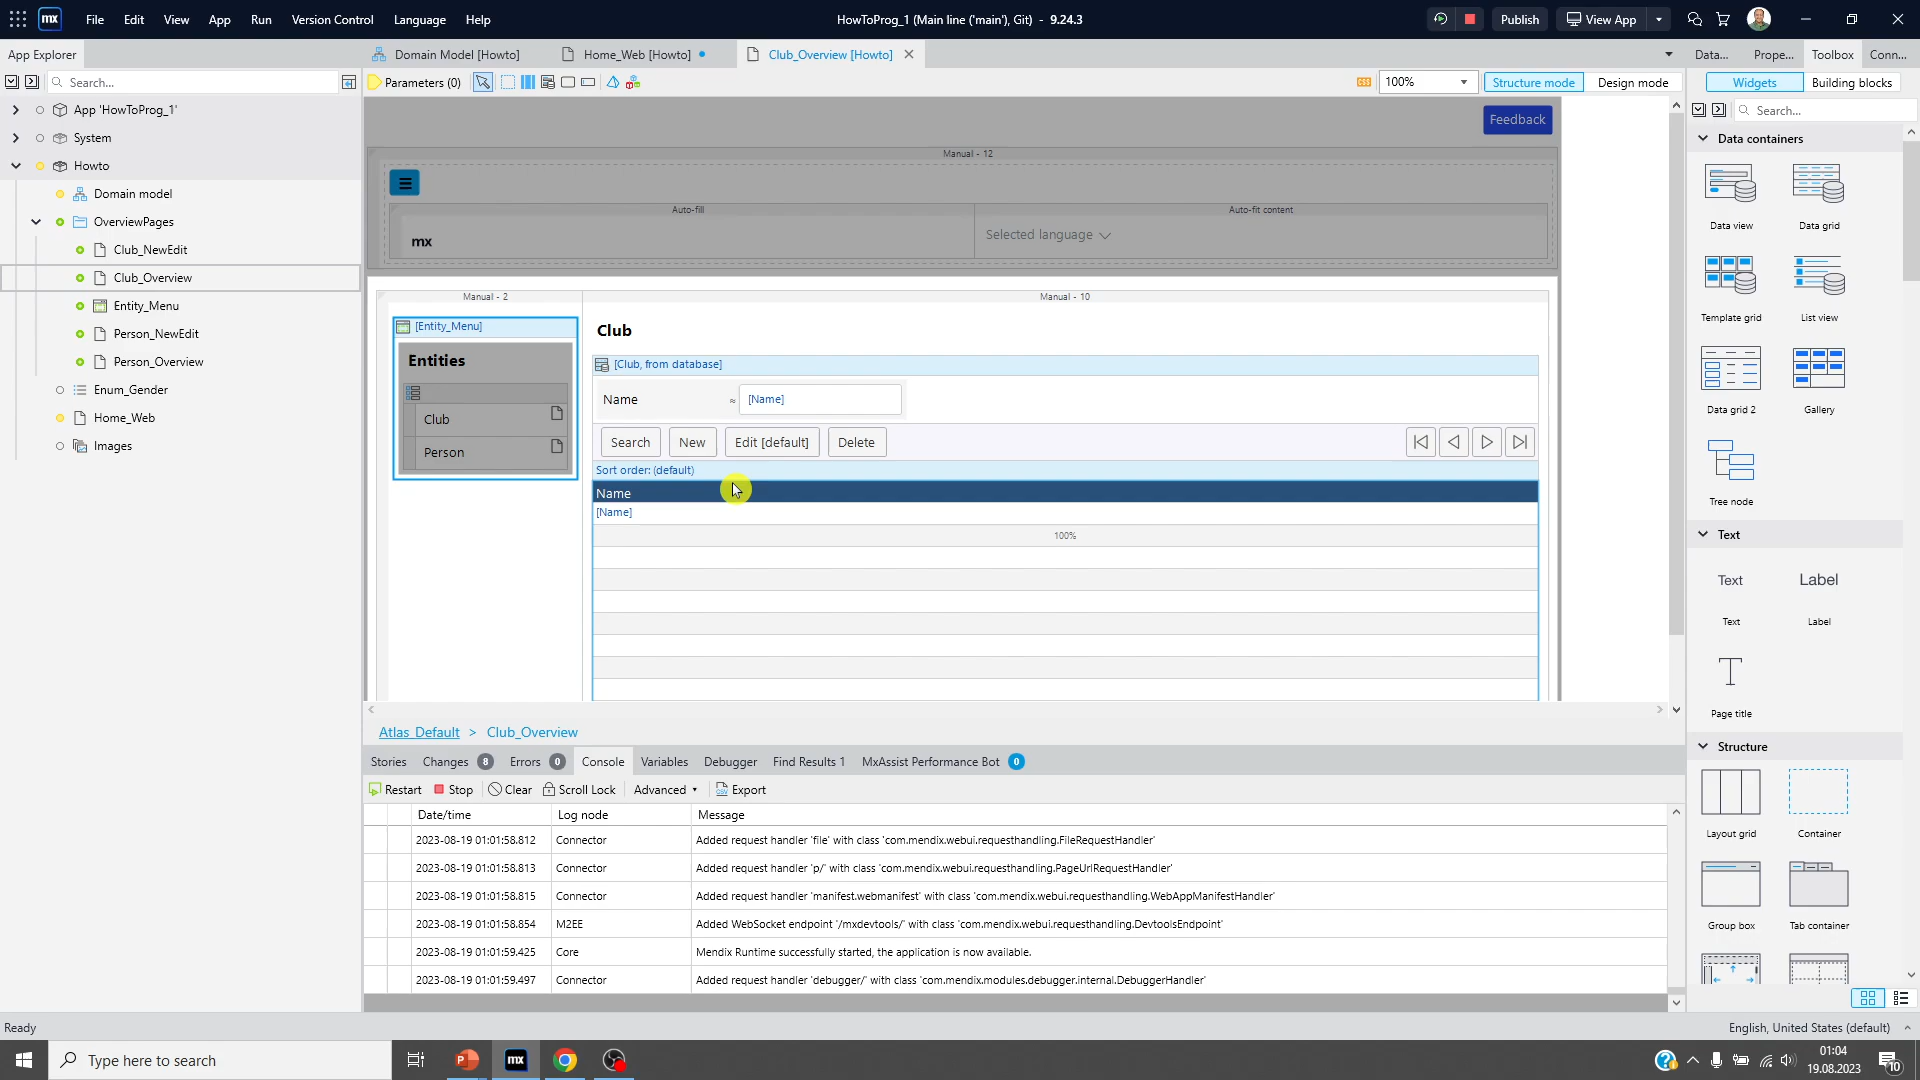 mx
File
Edit
View
App
Run
Version Control
Language
Help
HowToProg_1 (Main line ('main'), Git) - 9.24.3
Publish
View App
App Explorer
Domain Model [Howto]
Home_Web [Howto]
Club_Overview [Howto]
Data...
Prope...
Toolbox
Conn...
Search...
Parameters (0)
100%
Structure mode
Design mode
Widgets
Building blocks
Search...
App 'HowToProg_1'
System
Howto
Domain model
OverviewPages
Club_NewEdit
Club_Overview
Entity_Menu
Person_NewEdit
Person_Overview
Enum_Gender
Home_Web
Images
Feedback
Manual - 12
Auto-fill
Auto-fit content
mx
Selected language
Manual - 2
Manual - 10
[Entity_Menu]
Entities
Club
Person
Club
[Club, from database]
Name
≈
[Name]
Search
New
Edit [default]
Delete
Sort order: (default)
Name
[Name]
100%
Atlas_Default > Club_Overview
Data containers
Data view
Data grid
Template grid
List view
Data grid 2
Gallery
Tree node
Text
Text
Label
Text
Label
Page title
Structure
Layout grid
Container
Group box
Tab container
Stories
Changes 8
Errors 0
Console
Variables
Debugger
Find Results 1
MxAssist Performance Bot 0
Restart
Stop
Clear
Scroll Lock
Advanced
Export
Date/time
Log node
Message
2023-08-19 01:01:58.812 Connector Added request handler 'file' with class 'com.mendix.webui.requesthandling.FileRequestHandler'
2023-08-19 01:01:58.813 Connector Added request handler 'p/' with class 'com.mendix.webui.requesthandling.PageUrlRequestHandler'
2023-08-19 01:01:58.815 Connector Added request handler 'manifest.webmanifest' with class 'com.mendix.webui.requesthandling.WebAppManifestHandler'
2023-08-19 01:01:58.854 M2EE Added WebSocket endpoint '/mxdevtools/' with class 'com.mendix.webui.requesthandling.DevtoolsEndpoint'
2023-08-19 01:01:59.425 Core Mendix Runtime successfully started, the application is now available.
2023-08-19 01:01:59.497 Connector Added request handler 'debugger/' with class 'com.mendix.modules.debugger.internal.DebuggerHandler'
Ready
English, United States (default)
Type here to search
mx
01:04
19.08.2023
10